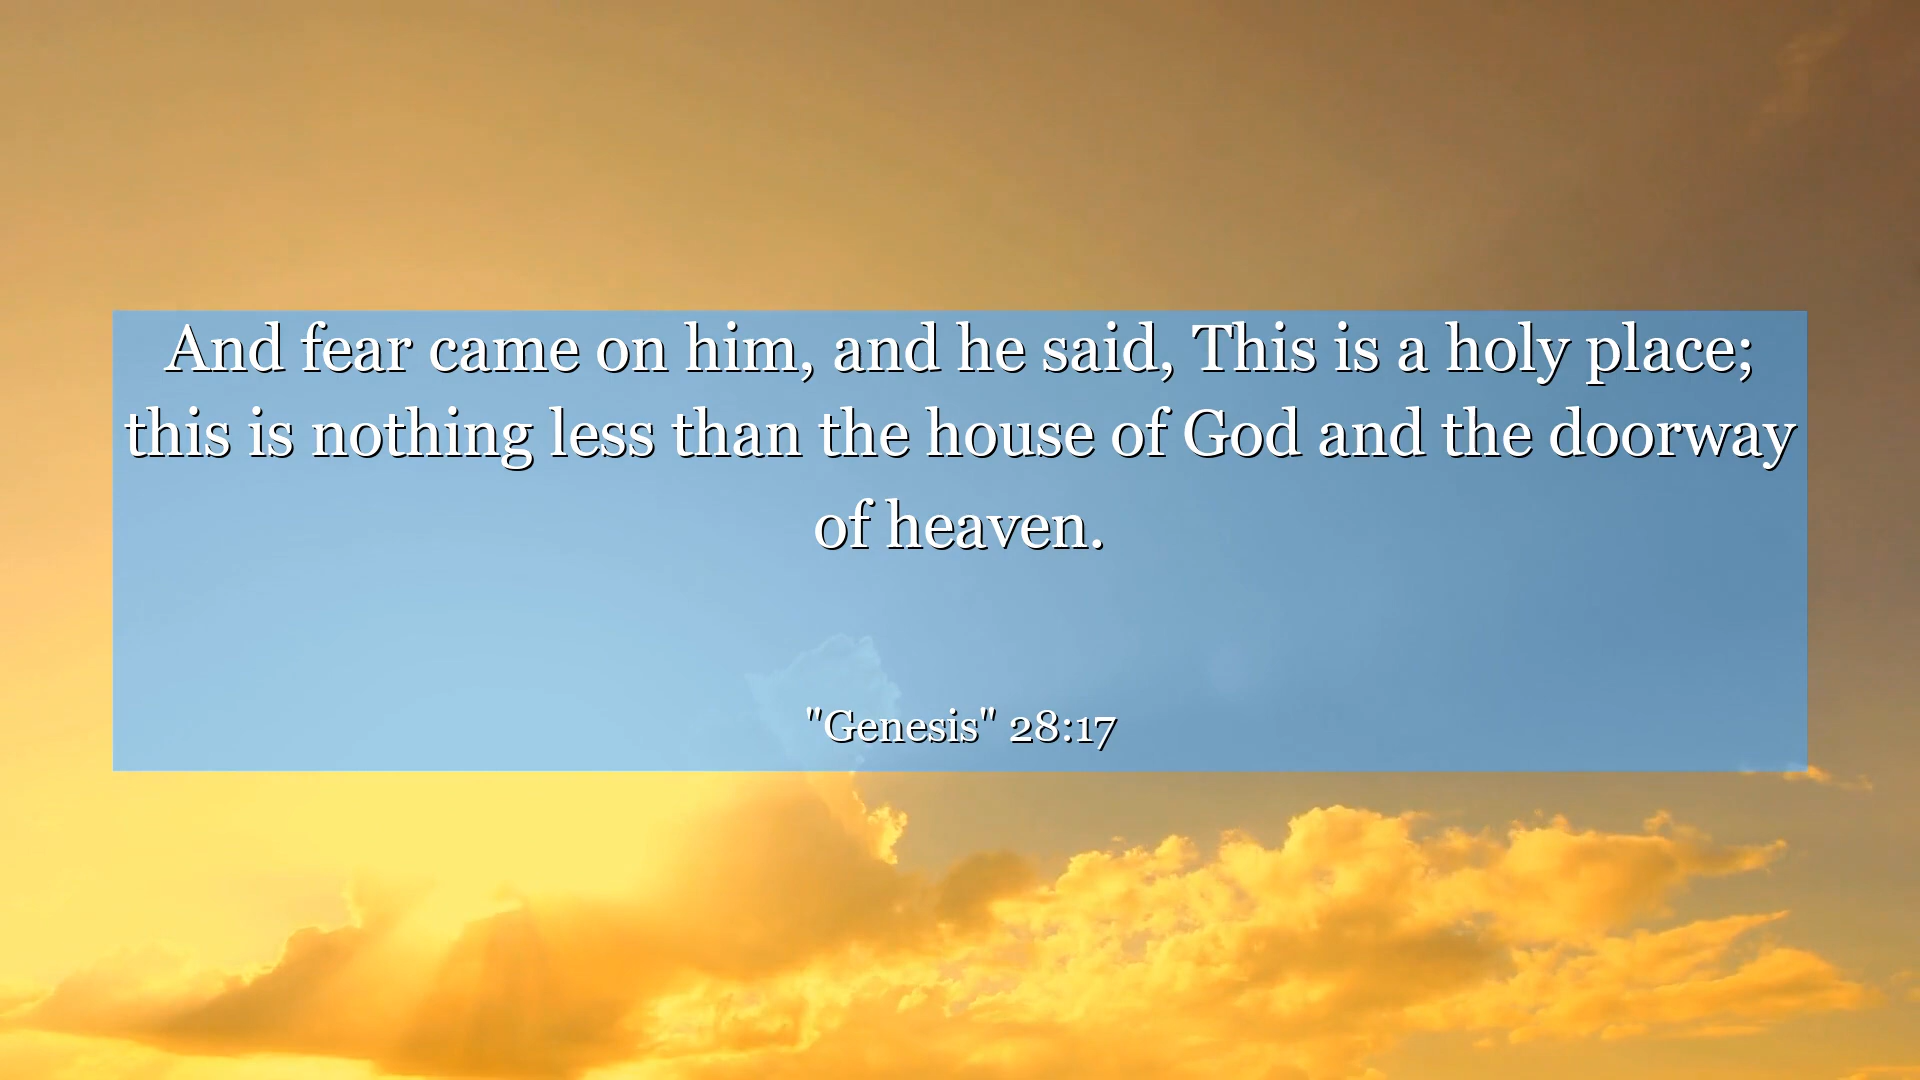 And fear came on him, and he said, This is a holy place;
this is nothing less than the house of God and the doorway
of heaven.
"Genesis" 28:17